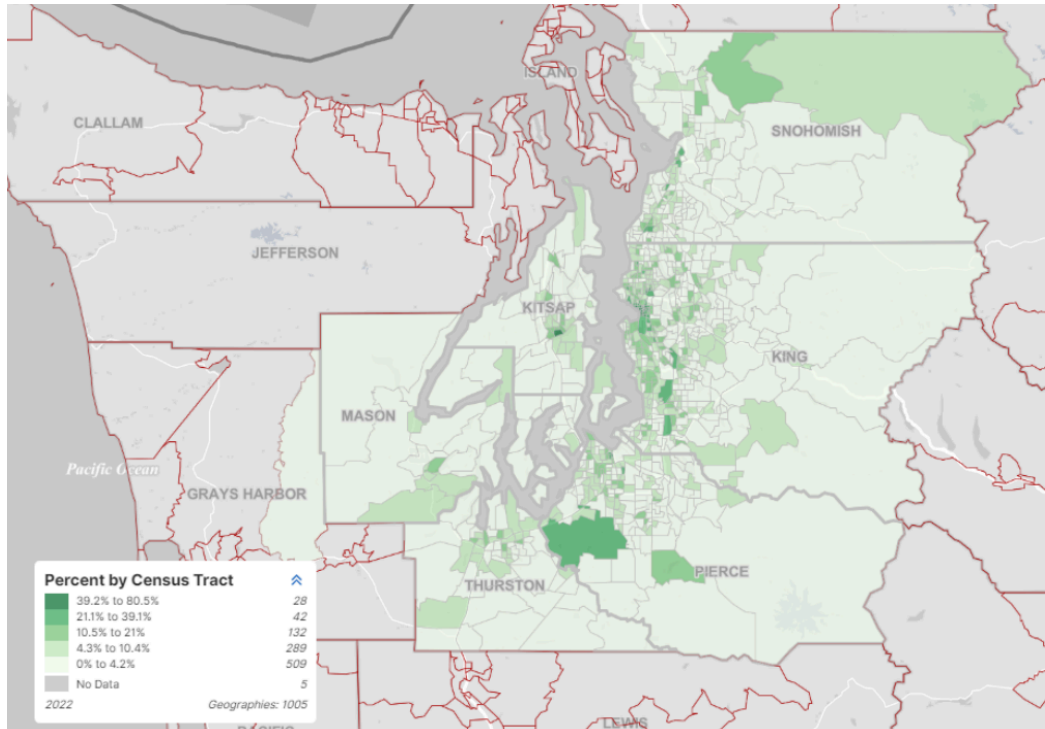 ISLAND
CLALLAM
SNOHOMISH
JEFFERSON
KITSAP
KING
MASON
Pacific Ocean
GRAYS HARBOR
PIERCE
THURSTON
Percent by Census Tract
39.2% to 80.5% 28
21.1% to 39.1% 42
10.5% to 21% 132
4.3% to 10.4% 289
0% to 4.2% 509
No Data 5
2022 Geographies: 1005
LEWIS
PACIFIC